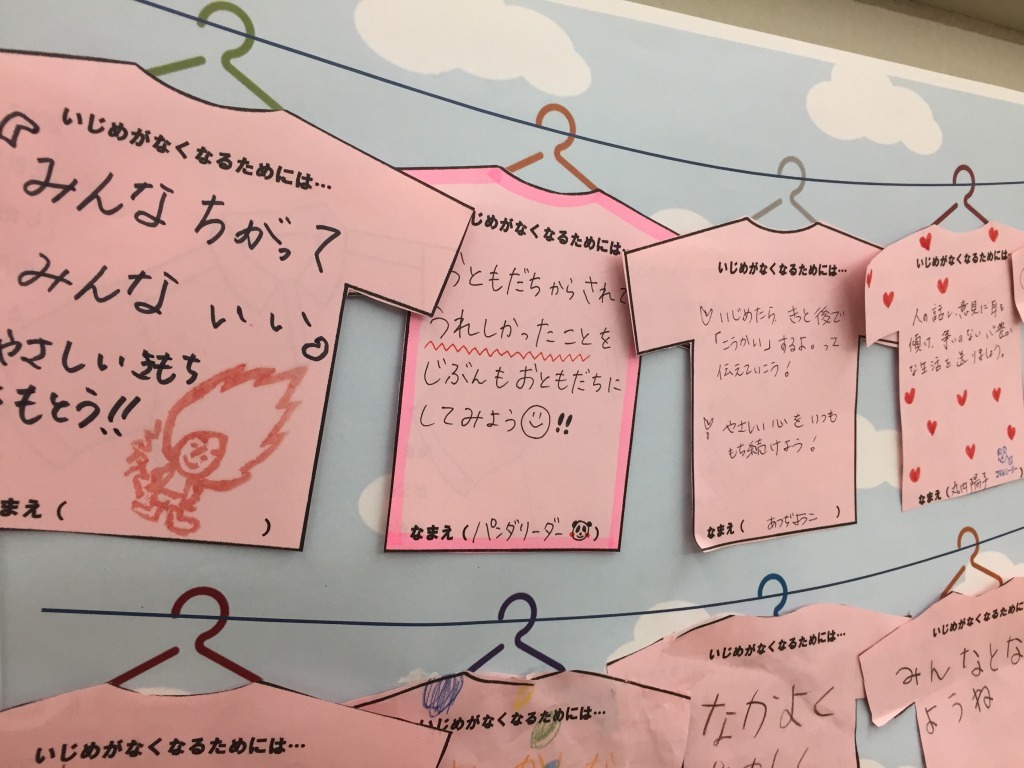 いじめがなくなるためには…
みんなちがって
みんないい
やさしい気もち
もとう!!
まえ( )
じめがなくなるためには…
おともだちからされて
うれしかったことを
じぶんもおともだちに
してみよう!!
なまえ(パンダリーダー)
いじめがなくなるためには…
いじめたら きっと後で
「こうかい」するよ。って
伝えていこう!
やさしい心をいつも
もち続けよう!
なまえ( あつぢようこ )
いじめがなくなるためには…
人の話し、意見に耳を
傾け、争いのない心豊か
な生活を送りましょう。
なまえ(
いじめがなくなるためには…
いじめがなくなるためには…
いじめがなくなるためには…
なかよく
いじめがなくなるためには…
みんなとな
ようね